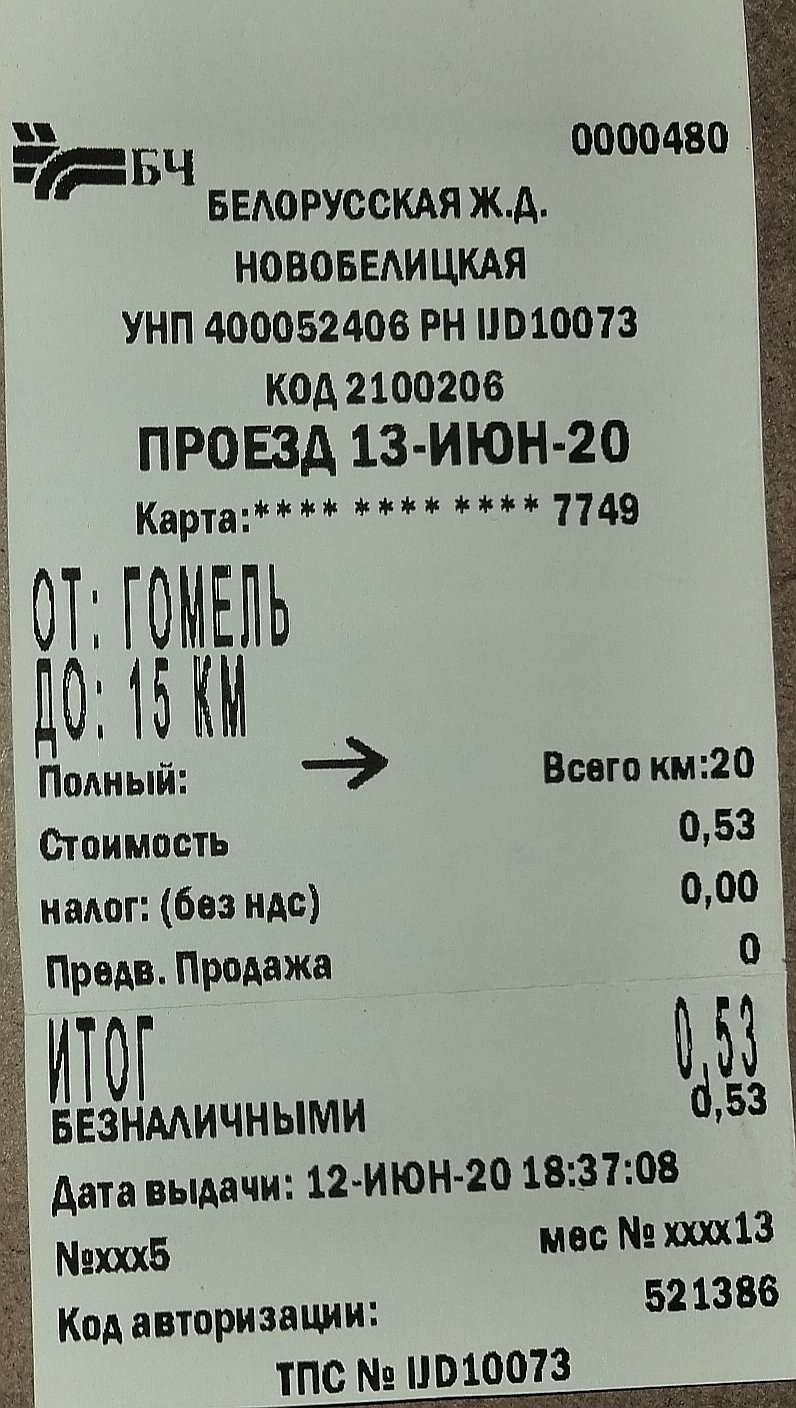 БЧ 0000480
БЕЛОРУССКАЯ Ж.Д.
НОВОБЕЛИЦКАЯ
УНП 400052406 РН IJD10073
КОД 2100206
ПРОЕЗД 13-ИЮН-20
Карта:**** **** **** 7749
ОТ: ГОМЕЛЬ
ДО: 15 КМ
Полный: → Всего км:20
Стоимость 0,53
налог: (без ндс) 0,00
Предв. Продажа 0
ИТОГ 0,53
БЕЗНАЛИЧНЫМИ 0,53
Дата выдачи: 12-ИЮН-20 18:37:08
№xxx5 мес № xxxx13
Код авторизации: 521386
ТПС № IJD10073